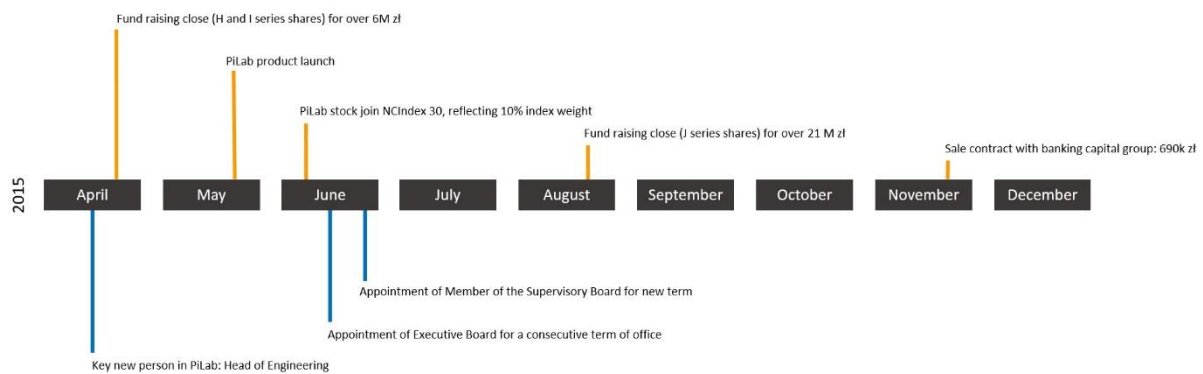 Fund raising close (H and I series shares) for over 6M zł
PiLab product launch
PiLab stock join NCIndex 30, reflecting 10% index weight
Fund raising close (J series shares) for over 21 M zł
Sale contract with banking capital group: 690k zł
2015
April
May
June
July
August
September
October
November
December
Appointment of Member of the Supervisory Board for new term
Appointment of Executive Board for a consecutive term of office
Key new person in PiLab: Head of Engineering